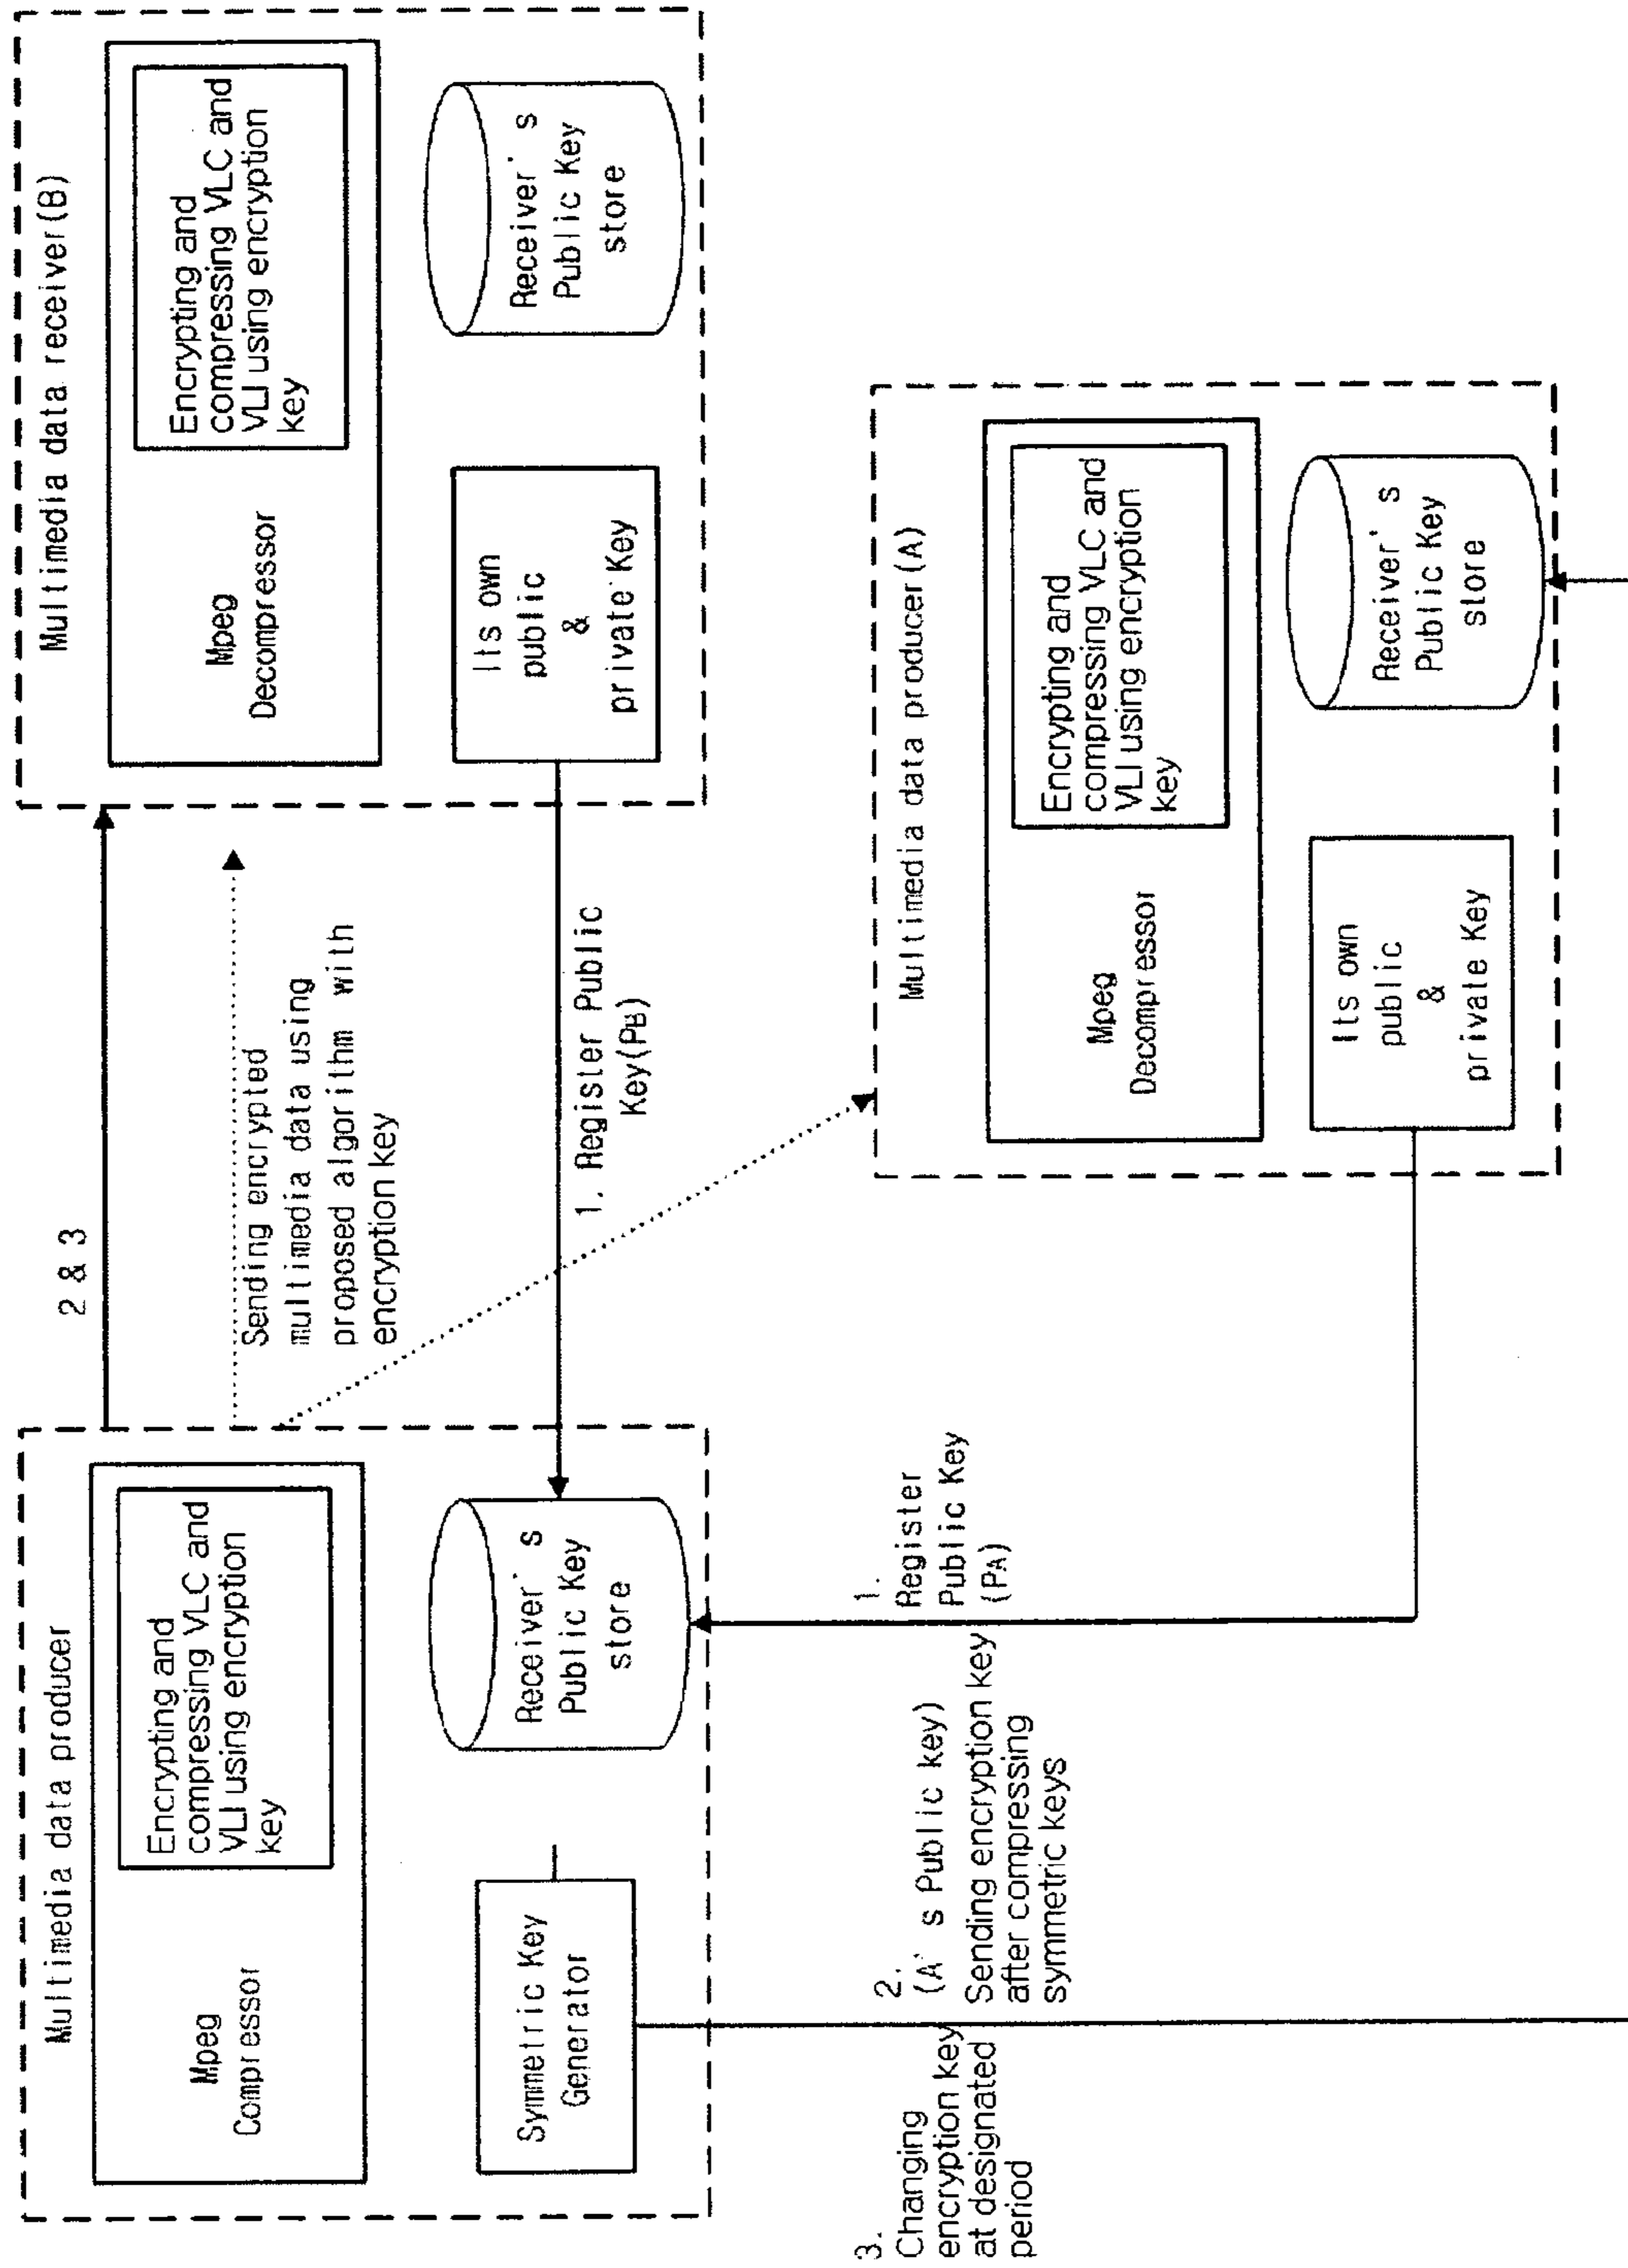 Multimedia data producer
Mpeg
Compressor
Encrypting and
compressing VLC and
VLI using encryption
key
Symmetric Key
Generator
Receiver's
Public Key
store
2 & 3
Sending encrypted
multimedia data using
proposed algorithm with
encryption key
1. Register Public
Key(PB)
Multimedia data receiver(B)
Mpeg
Decompressor
Encrypting and
compressing VLC and
VLI using encryption
key
Its own
public
&
private Key
Receiver's
Public Key
store
3.
Changing
encryption key
at designated
period
2.
(A's Public key)
Sending encryption key
after compressing
symmetric keys
1.
Register
Public Key
(PA)
Multimedia data producer(A)
Mpeg
Decompressor
Encrypting and
compressing VLC and
VLI using encryption
key
Its own
public
&
private Key
Receiver's
Public Key
store